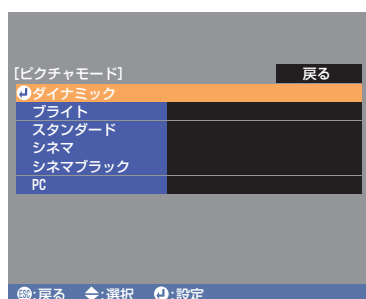 [ピクチャモード] 戻る
ダイナミック
ブライト
スタンダード
シネマ
シネマブラック
PC
ESC:戻る :選択 :設定